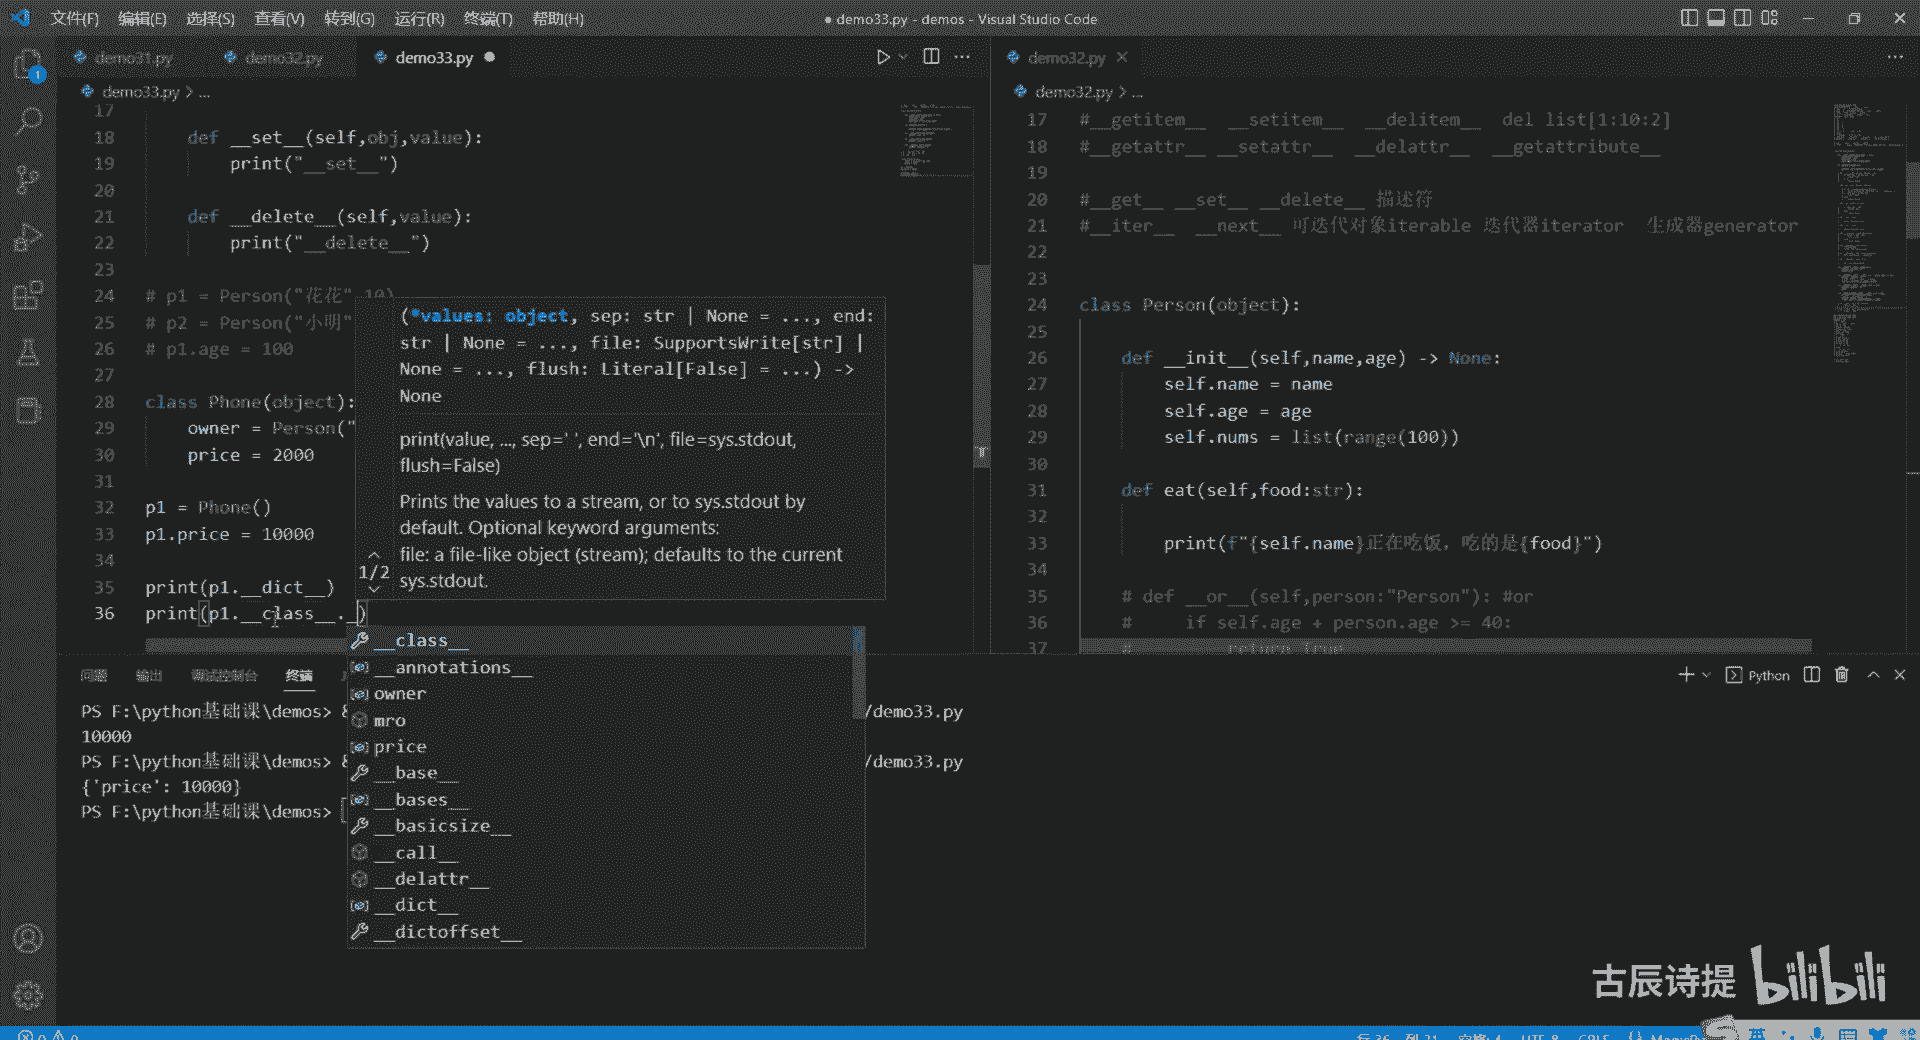 文件(F) 编辑(E) 选择(S) 查看(V) 转到(G) 运行(R) 终端(T) 帮助(H)
● demo33.py - demos - Visual Studio Code
demo31.py demo32.py demo33.py ●
demo33.py > ...
17
18 def __set__(self,obj,value):
19 print("__set__")
20
21 def __delete__(self,value):
22 print("__delete__")
23
24 # p1 = Person("花花",10)
25 # p2 = Person("小明"
26 # p1.age = 100
27
28 class Phone(object):
29 owner = Person("
30 price = 2000
31
32 p1 = Phone()
33 p1.price = 10000
34
35 print(p1.__dict__)
36 print(p1.__class__._)
(*values: object, sep: str | None = ..., end:
str | None = ..., file: SupportsWrite[str] |
None = ..., flush: Literal[False] = ...) ->
None
print(value, ..., sep=' ', end='\n', file=sys.stdout,
flush=False)
Prints the values to a stream, or to sys.stdout by
default. Optional keyword arguments:
file: a file-like object (stream); defaults to the current
sys.stdout.
1/2
__class__
__annotations__
owner
mro
price
__base__
__bases__
__basicsize__
__call__
__delattr__
__dict__
__dictoffset__
demo32.py
demo32.py > ...
17 #__getitem__ __setitem__ __delitem__ del list[1:10:2]
18 #__getattr__ __setattr__ __delattr__ __getattribute__
19
20 #__get__ __set__ __delete__ 描述符
21 #__iter__ __next__ 可迭代对象iterable 迭代器iterator 生成器generator
22
23
24 class Person(object):
25
26 def __init__(self,name,age) -> None:
27 self.name = name
28 self.age = age
29 self.nums = list(range(100))
30
31 def eat(self,food:str):
32
33 print(f"{self.name}正在吃饭，吃的是{food}")
34
35 # def __or__(self,person:"Person"): #or
36 # if self.age + person.age >= 40:
37 # return True
问题 输出 调试控制台 终端
Python
PS F:\python基础课\demos> & /demo33.py
10000
PS F:\python基础课\demos> & /demo33.py
{'price': 10000}
PS F:\python基础课\demos>
古辰诗提 bilibili